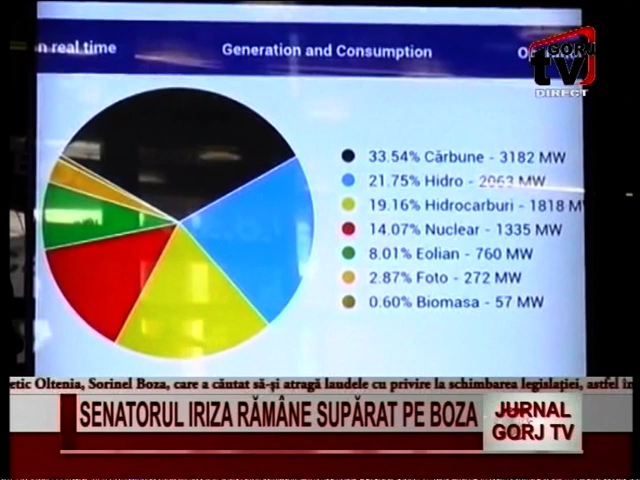 n real time
Generation and Consumption
GORJ
tv
DIRECT
33.54% Cărbune - 3182 MW
21.75% Hidro - 2063 MW
19.16% Hidrocarburi - 1818 MW
14.07% Nuclear - 1335 MW
8.01% Eolian - 760 MW
2.87% Foto - 272 MW
0.60% Biomasa - 57 MW
etic Oltenia, Sorinel Boza, care a căutat să-și atragă laudele cu privire la schimbarea legislației, astfel în
SENATORUL IRIZA RĂMÂNE SUPĂRAT PE BOZA
JURNAL
GORJ TV